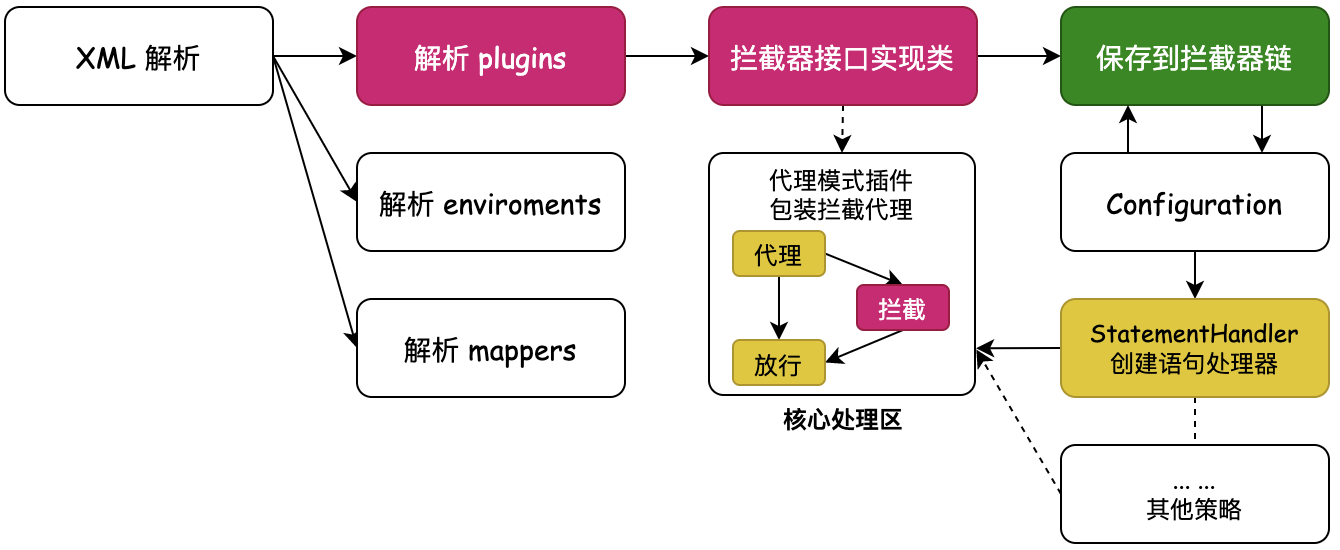 XML 解析
解析 plugins
拦截器接口实现类
保存到拦截器链
解析 enviroments
代理模式插件
包装拦截代理
代理
拦截
放行
Configuration
解析 mappers
StatementHandler
创建语句处理器
核心处理区
... ...
其他策略